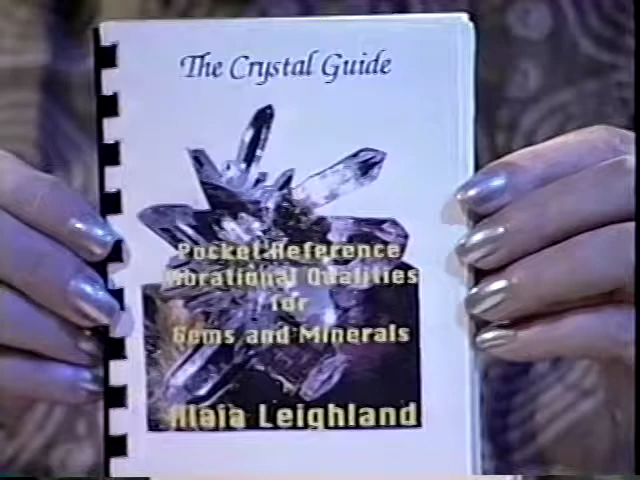 The Crystal Guide
Pocket Reference
Vibrational Qualities
for
Gems and Minerals
Leighland